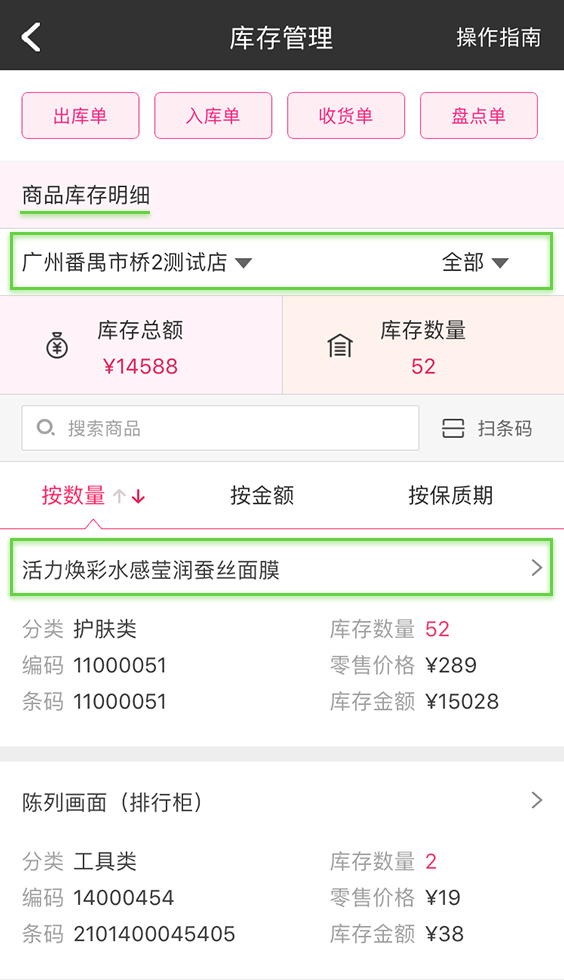 库存管理 操作指南
出库单 入库单 收货单 盘点单
商品库存明细
广州番禺市桥2测试店 全部
库存总额 库存数量
¥14588 52
搜索商品 扫条码
按数量 按金额 按保质期
活力焕彩水感莹润蚕丝面膜
分类 护肤类 库存数量 52
编码 11000051 零售价格 ¥289
条码 11000051 库存金额 ¥15028
陈列画面（排行柜）
分类 工具类 库存数量 2
编码 14000454 零售价格 ¥19
条码 2101400045405 库存金额 ¥38